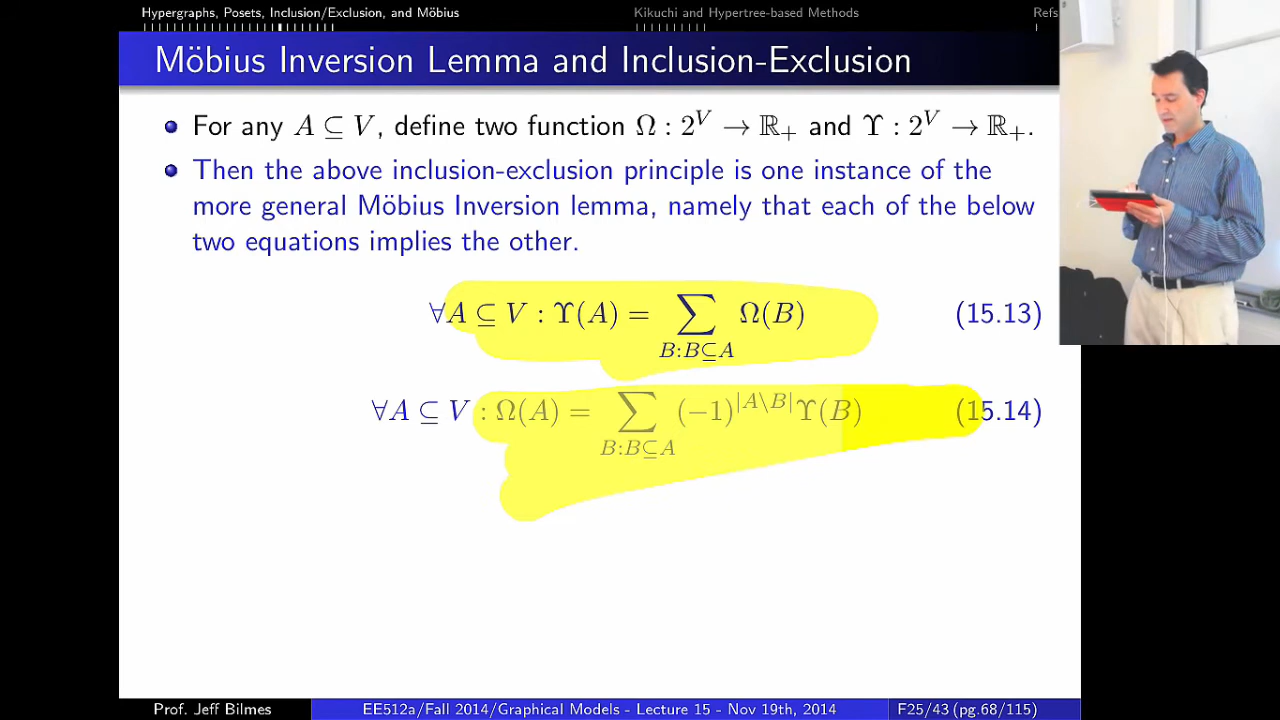 Hypergraphs, Posets, Inclusion/Exclusion, and Möbius
Kikuchi and Hypertree-based Methods
Refs
Möbius Inversion Lemma and Inclusion-Exclusion
For any A ⊆ V, define two function Ω : 2^V → ℝ₊ and ϒ : 2^V → ℝ₊.
Then the above inclusion-exclusion principle is one instance of the
more general Möbius Inversion lemma, namely that each of the below
two equations implies the other.
∀A ⊆ V : ϒ(A) = ∑_{B:B⊆A} Ω(B) (15.13)
∀A ⊆ V : Ω(A) = ∑_{B:B⊆A} (−1)^{|A\B|} ϒ(B) (15.14)
Prof. Jeff Bilmes
EE512a/Fall 2014/Graphical Models - Lecture 15 - Nov 19th, 2014
F25/43 (pg.68/115)